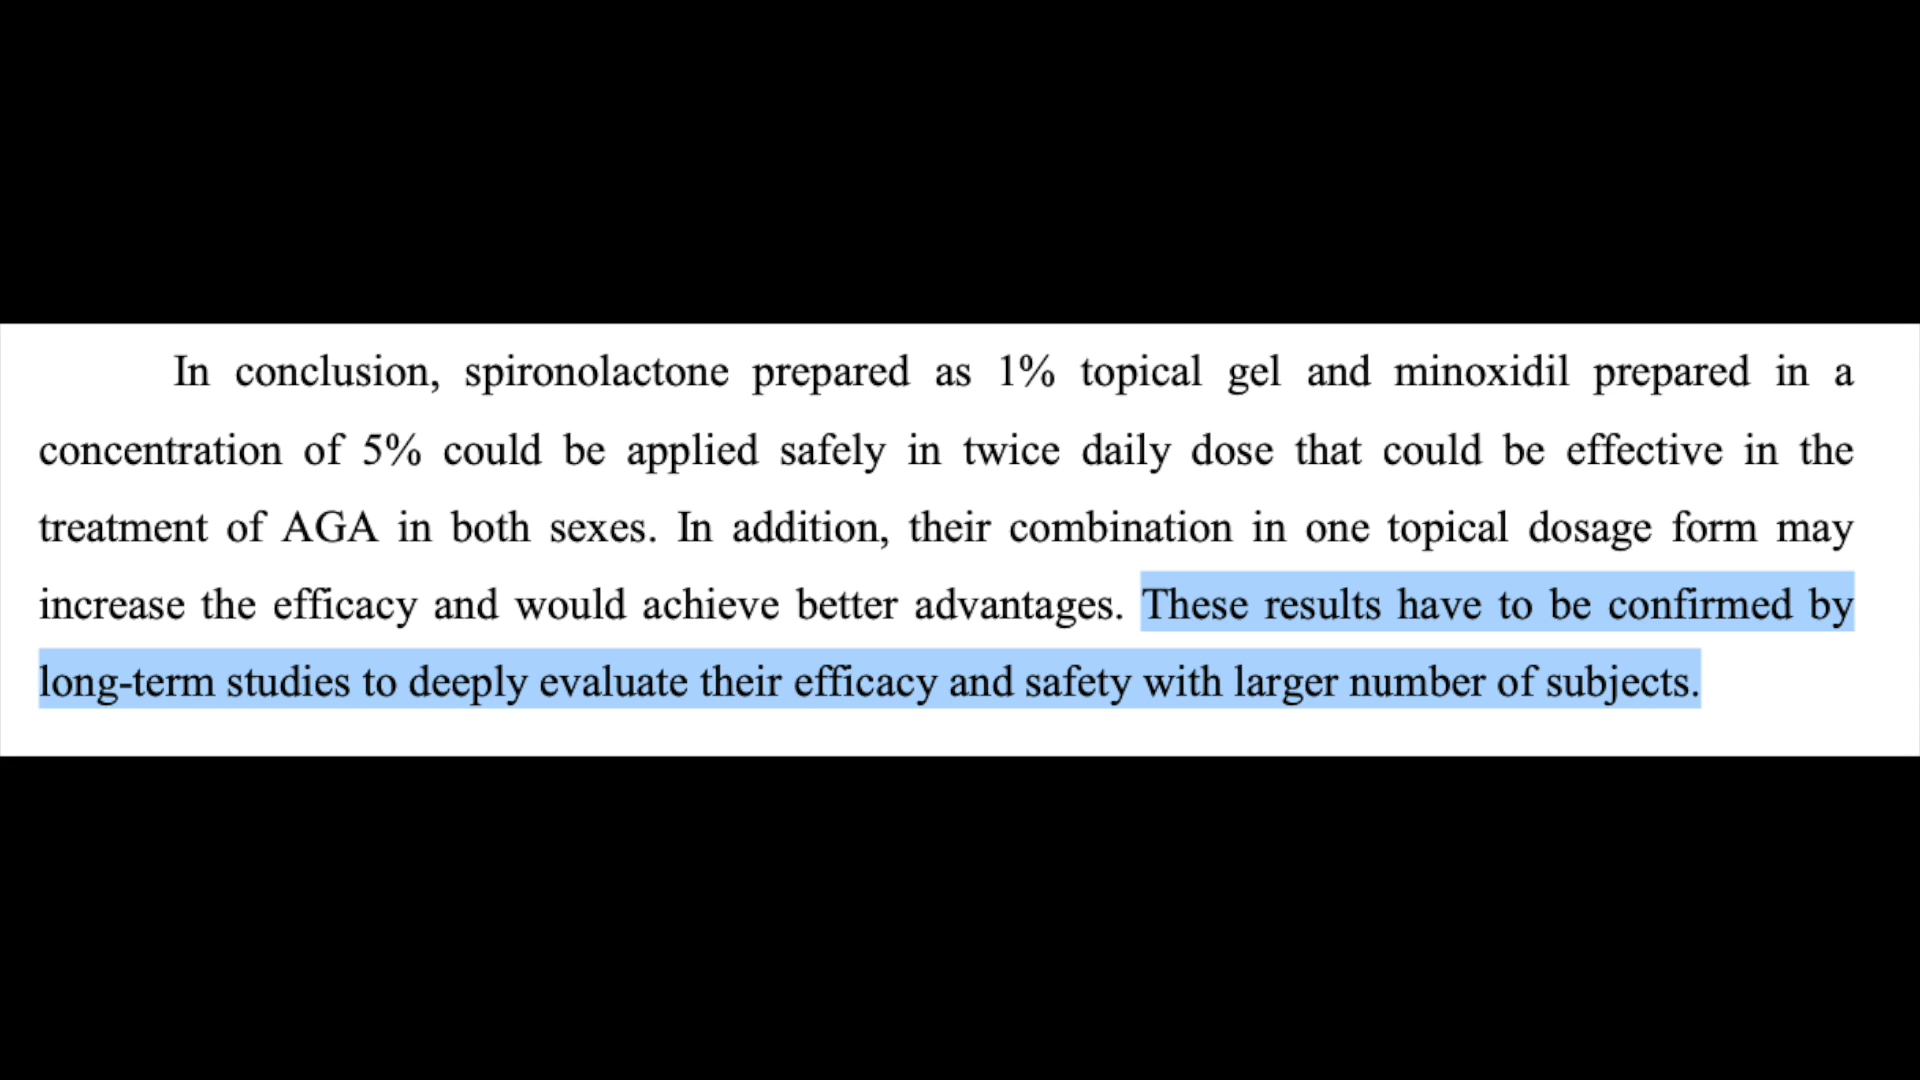 In conclusion, spironolactone prepared as 1% topical gel and minoxidil prepared in a
concentration of 5% could be applied safely in twice daily dose that could be effective in the
treatment of AGA in both sexes. In addition, their combination in one topical dosage form may
increase the efficacy and would achieve better advantages. These results have to be confirmed by
long-term studies to deeply evaluate their efficacy and safety with larger number of subjects.